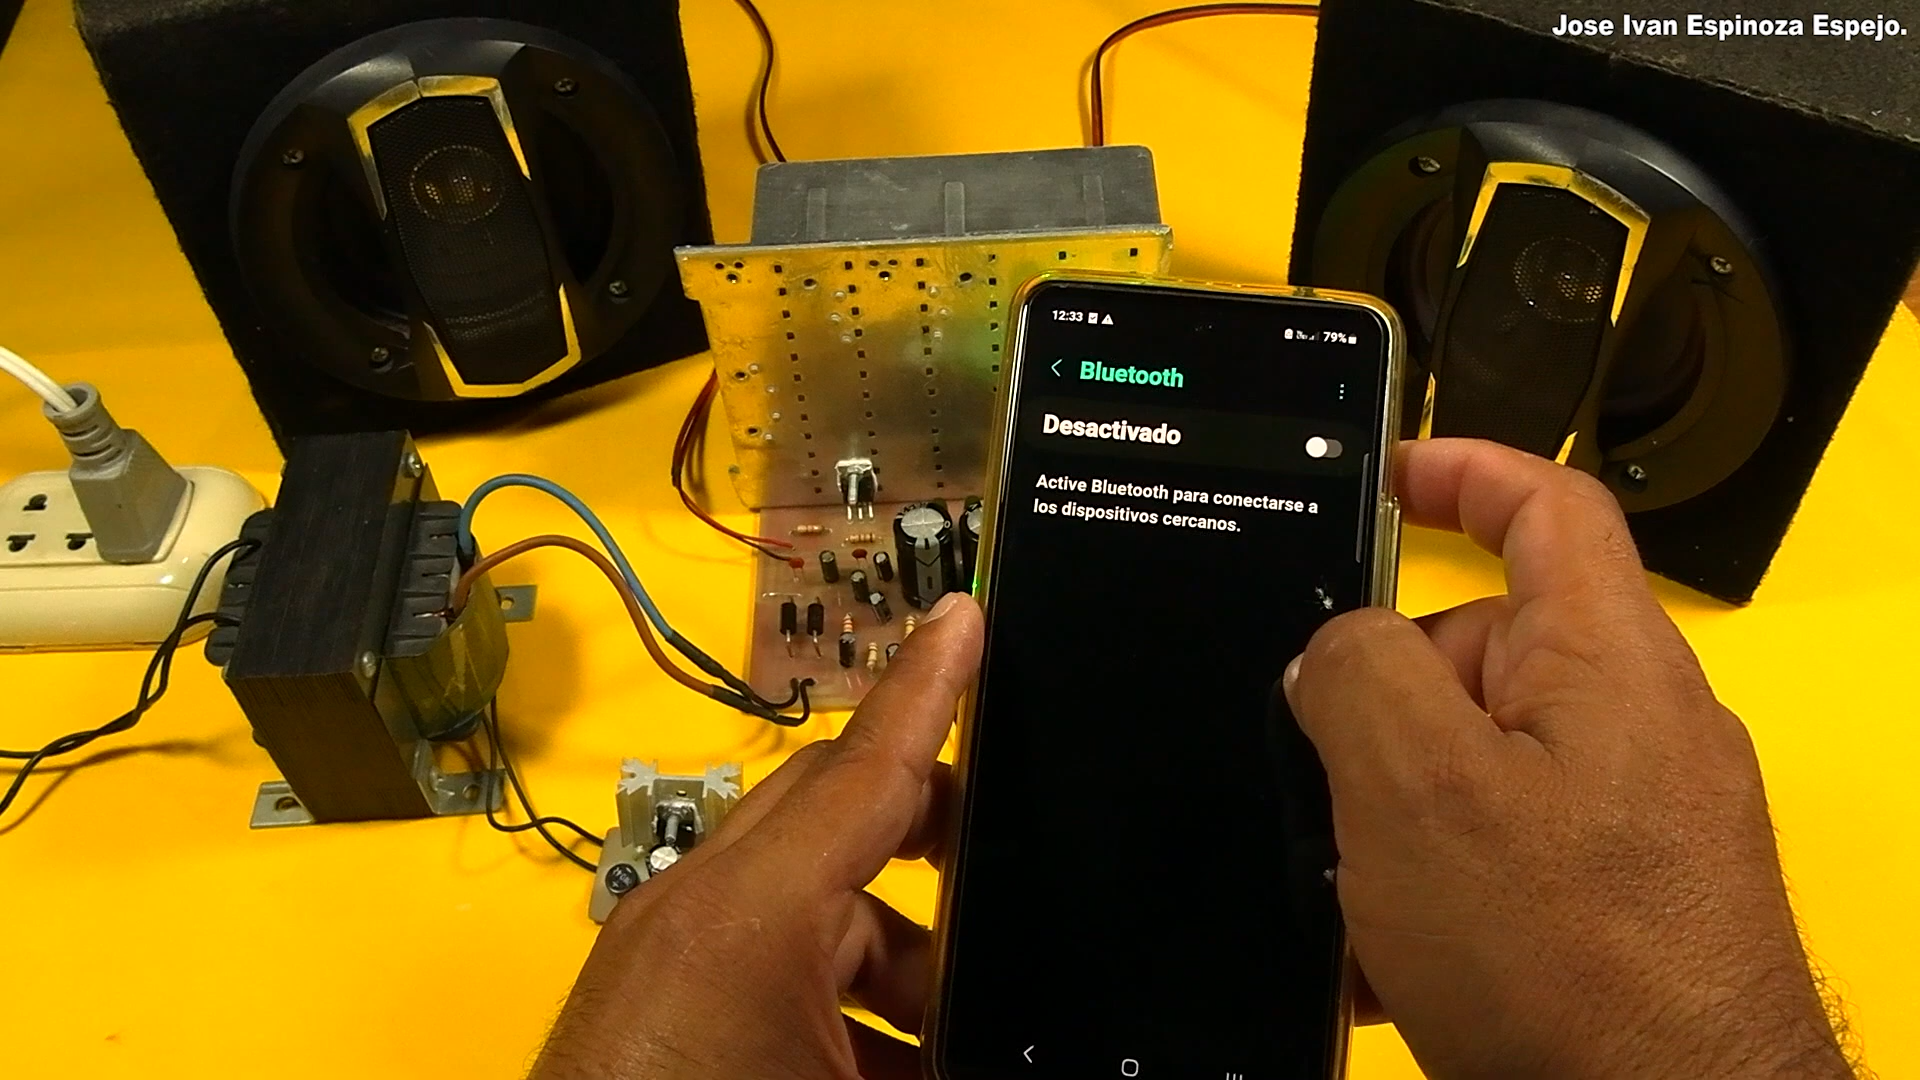 Jose Ivan Espinoza Espejo.
12:33
79%
Bluetooth
Desactivado
Active Bluetooth para conectarse a
los dispositivos cercanos.